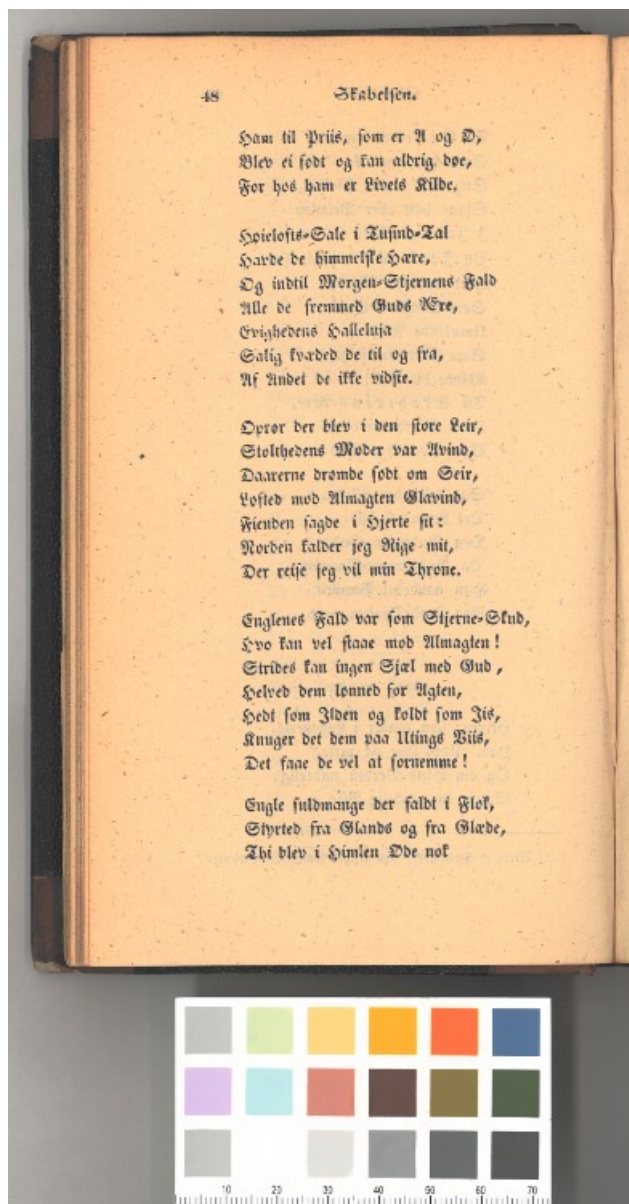 48
Skabelsen.
Ham til Priis, som er A og O,
Blev ei født og kan aldrig døe,
For hos ham er Livets Kilde.
Høielofts-Sale i Tusind-Tal
Havde de himmelske Hære,
Og indtil Morgen-Stjernens Fald
Alle de fremmed Guds Ære,
Evighedens Halleluja
Salig kvæded de til og fra,
Af Andet de ikke vidste.
Oprør der blev i den store Leir,
Stolthedens Moder var Avind,
Daarerne drømde sødt om Seir,
Løfted mod Almagten Glavind,
Fienden sagde i Hjerte sit:
Norden kalder jeg Rige mit,
Der reise jeg vil min Throne.
Englenes Fald var som Stjerne-Skud,
Hvo kan vel staae mod Almagten!
Strides kan ingen Sjæl med Gud,
Helved dem lønned for Agten,
Hedt som Ilden og koldt som Iis,
Knuger det dem paa Utings Viis,
Det faae de vel at fornemme!
Engle fuldmange der faldt i Flok,
Styrted fra Glands og fra Glæde,
Thi blev i Himlen Øde nok
10 20 30 40 50 60 70